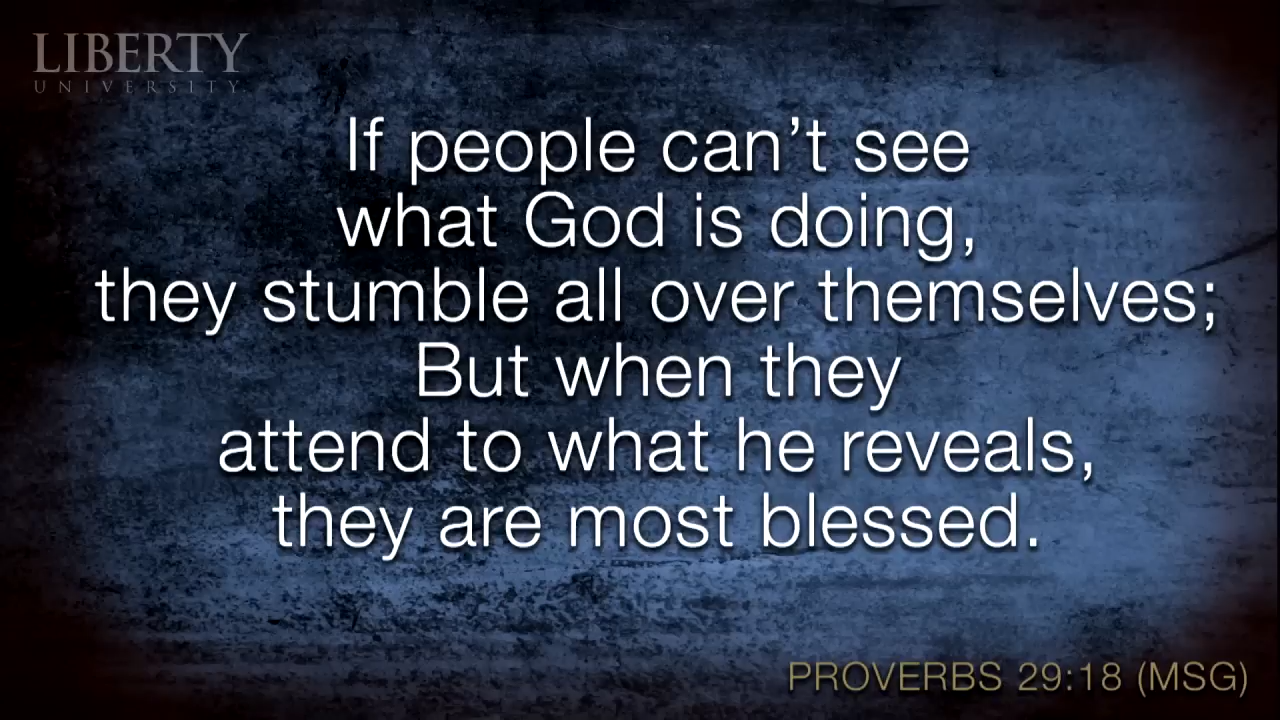 LIBERTY
UNIVERSITY.
If people can’t see
what God is doing,
they stumble all over themselves;
But when they
attend to what he reveals,
they are most blessed.
PROVERBS 29:18 (MSG)